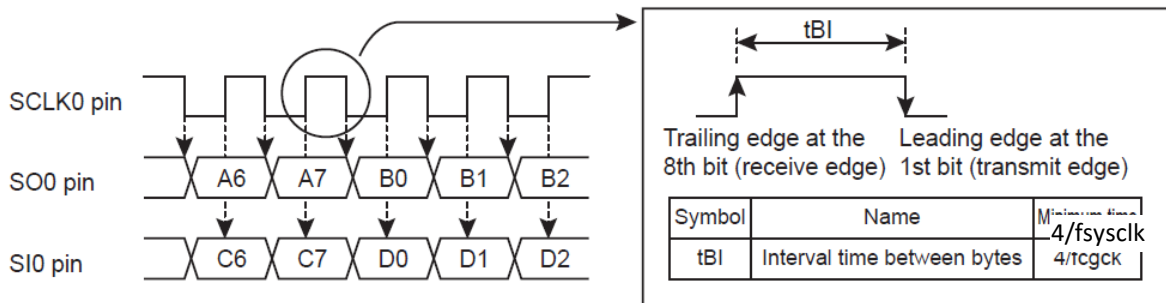 SCLK0 pin
SO0 pin A6 A7 B0 B1 B2
SI0 pin C6 C7 D0 D1 D2
tBI
Trailing edge at the Leading edge at the
8th bit (receive edge) 1st bit (transmit edge)
Symbol Name
4/fsysclk
tBI Interval time between bytes 4/fcgck